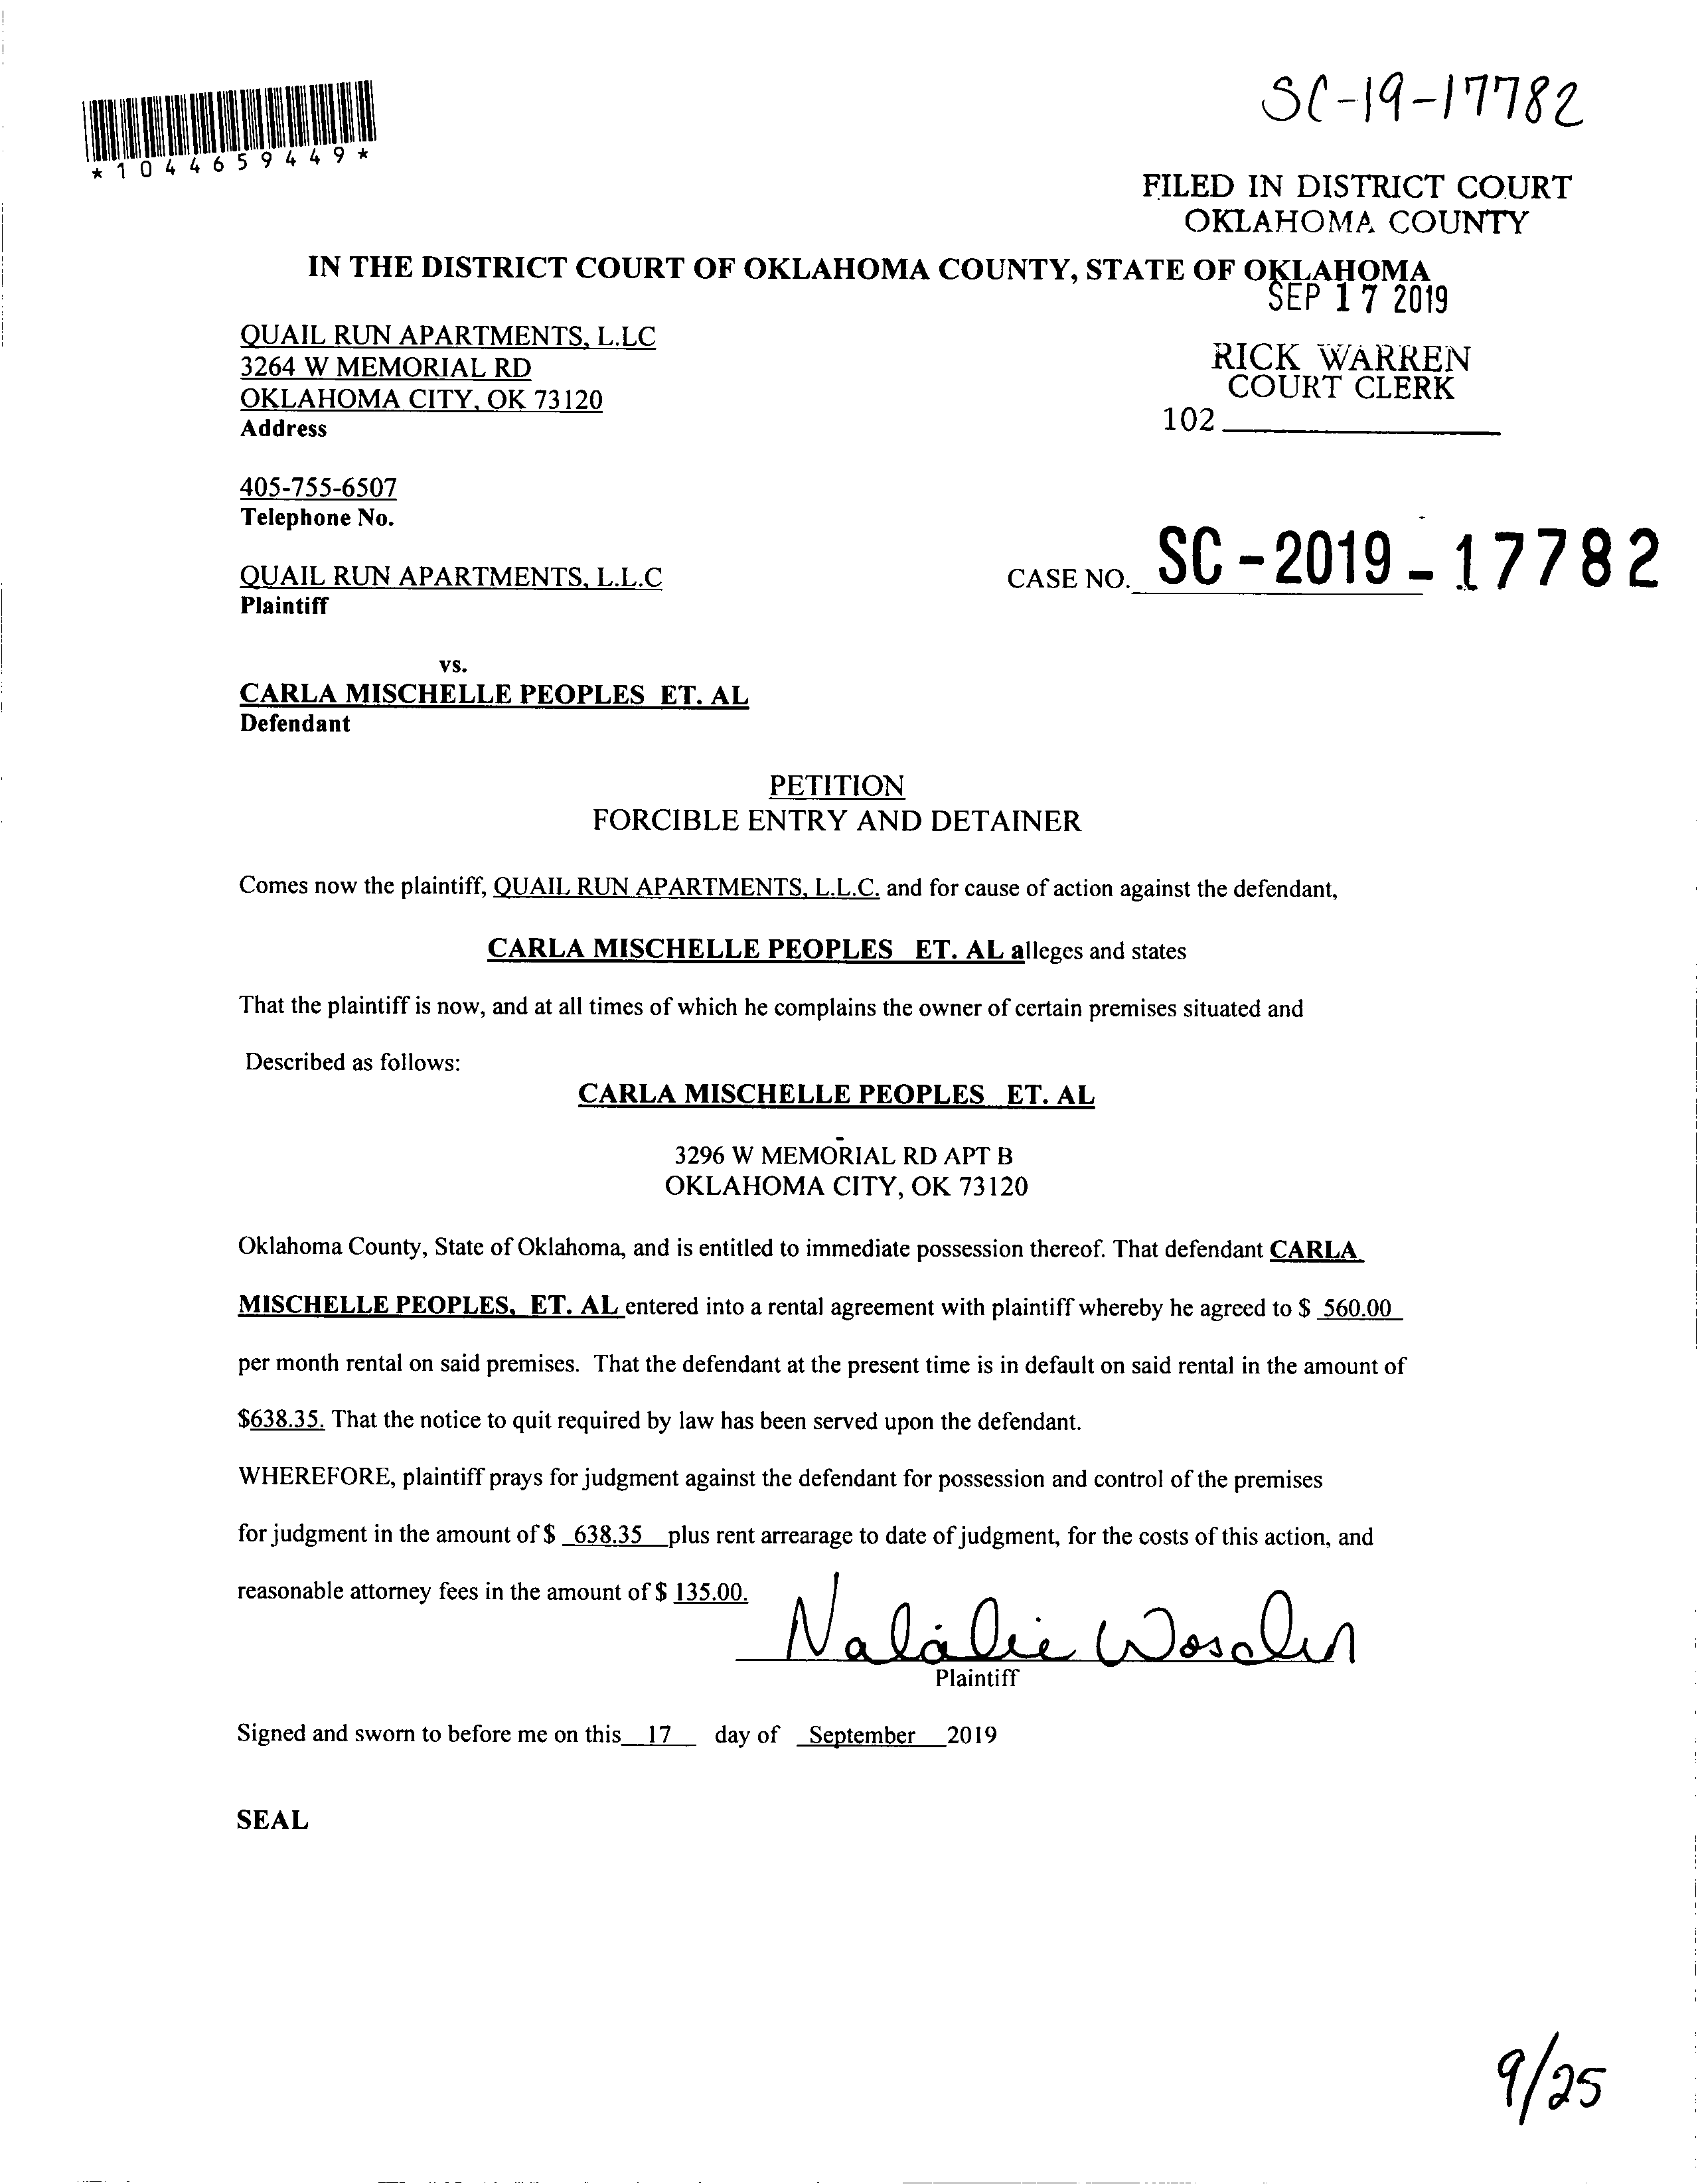 SC-19-17782
*1044659449*
FILED IN DISTRICT COURT
OKLAHOMA COUNTY
IN THE DISTRICT COURT OF OKLAHOMA COUNTY, STATE OF OKLAHOMA
SEP 17 2019
QUAIL RUN APARTMENTS, L.LC
3264 W MEMORIAL RD
OKLAHOMA CITY, OK 73120
Address
RICK WARREN
COURT CLERK
102
405-755-6507
Telephone No.
QUAIL RUN APARTMENTS, L.L.C
Plaintiff
CASE NO. SC-2019-17782
vs.
CARLA MISCHELLE PEOPLES ET. AL
Defendant
PETITION
FORCIBLE ENTRY AND DETAINER
Comes now the plaintiff, QUAIL RUN APARTMENTS, L.L.C. and for cause of action against the defendant,
CARLA MISCHELLE PEOPLES ET. AL alleges and states
That the plaintiff is now, and at all times of which he complains the owner of certain premises situated and
Described as follows:
CARLA MISCHELLE PEOPLES ET. AL
3296 W MEMORIAL RD APT B
OKLAHOMA CITY, OK 73120
Oklahoma County, State of Oklahoma, and is entitled to immediate possession thereof. That defendant CARLA
MISCHELLE PEOPLES, ET. AL entered into a rental agreement with plaintiff whereby he agreed to $ 560.00
per month rental on said premises. That the defendant at the present time is in default on said rental in the amount of
$638.35. That the notice to quit required by law has been served upon the defendant.
WHEREFORE, plaintiff prays for judgment against the defendant for possession and control of the premises
for judgment in the amount of $ 638.35 plus rent arrearage to date of judgment, for the costs of this action, and
reasonable attorney fees in the amount of $ 135.00.
Natalie
Plaintiff
Signed and sworn to before me on this 17 day of September 2019
SEAL
9/25